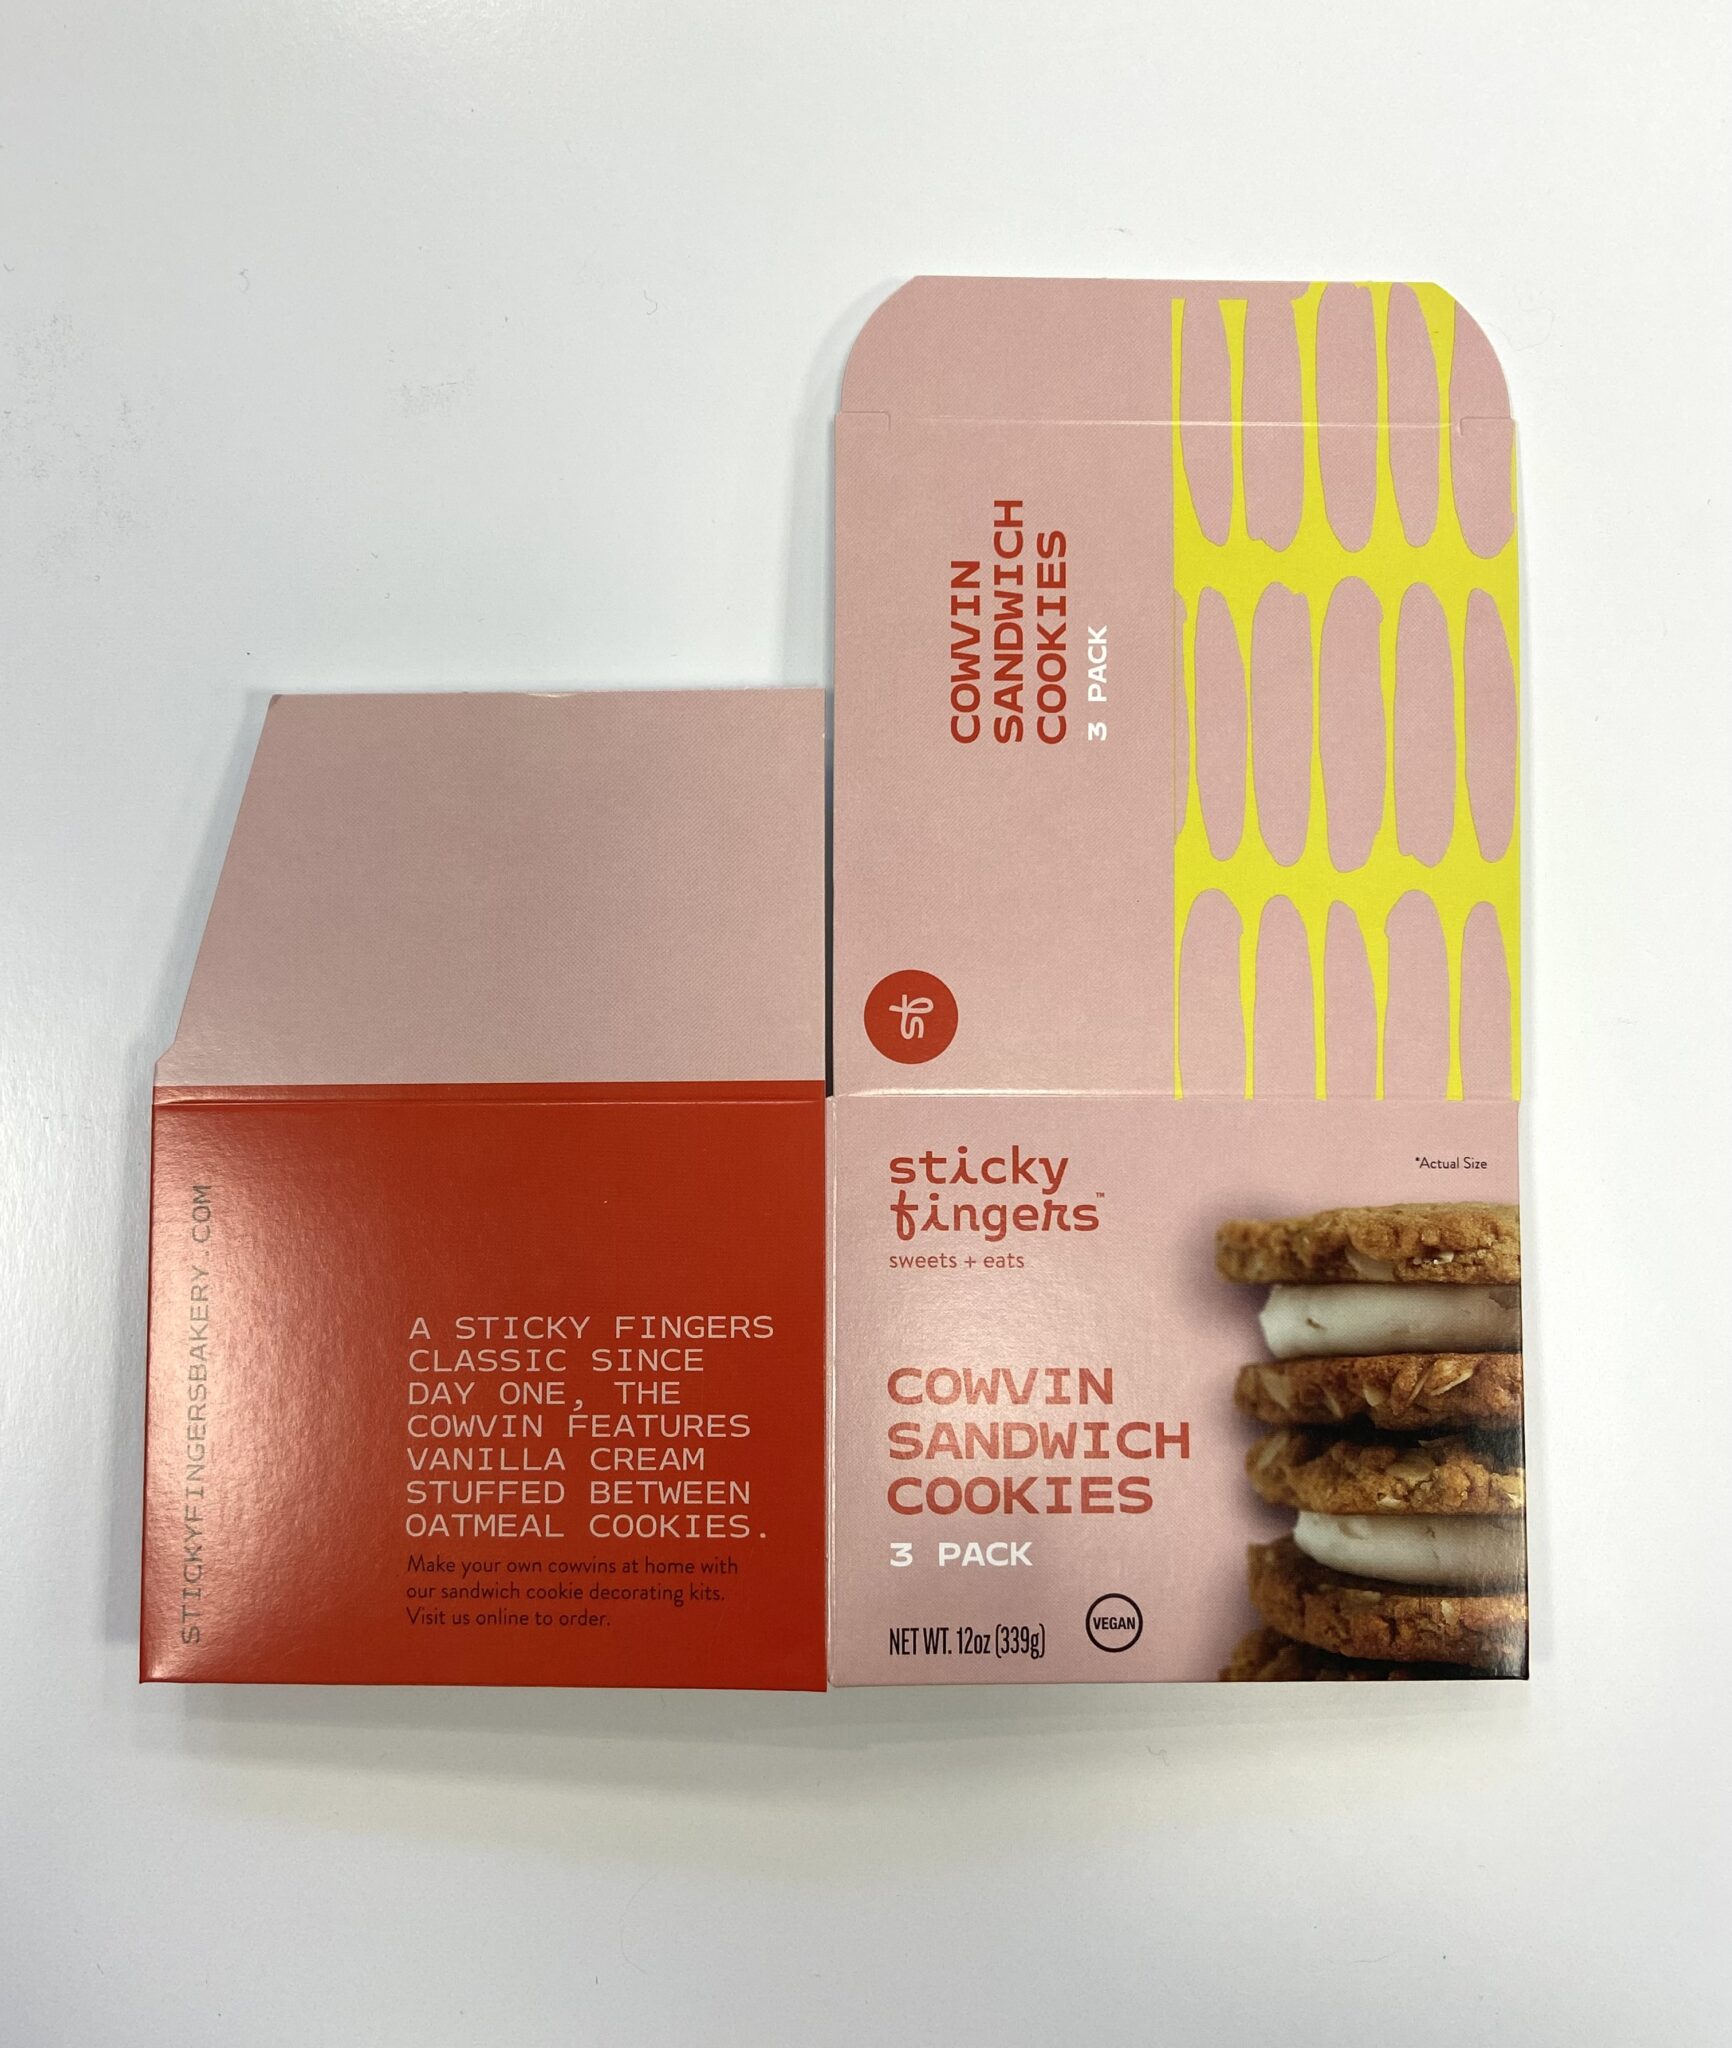 COWVIN
SANDWICH
COOKIES
3 PACK
sf
STICKYFINGERSBAKERY.COM
A STICKY FINGERS
CLASSIC SINCE
DAY ONE, THE
COWVIN FEATURES
VANILLA CREAM
STUFFED BETWEEN
OATMEAL COOKIES.
Make your own cowvins at home with
our sandwich cookie decorating kits.
Visit us online to order.
sticky
fingers™
sweets + eats
*Actual Size
COWVIN
SANDWICH
COOKIES
3 PACK
NET WT. 12oz (339g)
VEGAN